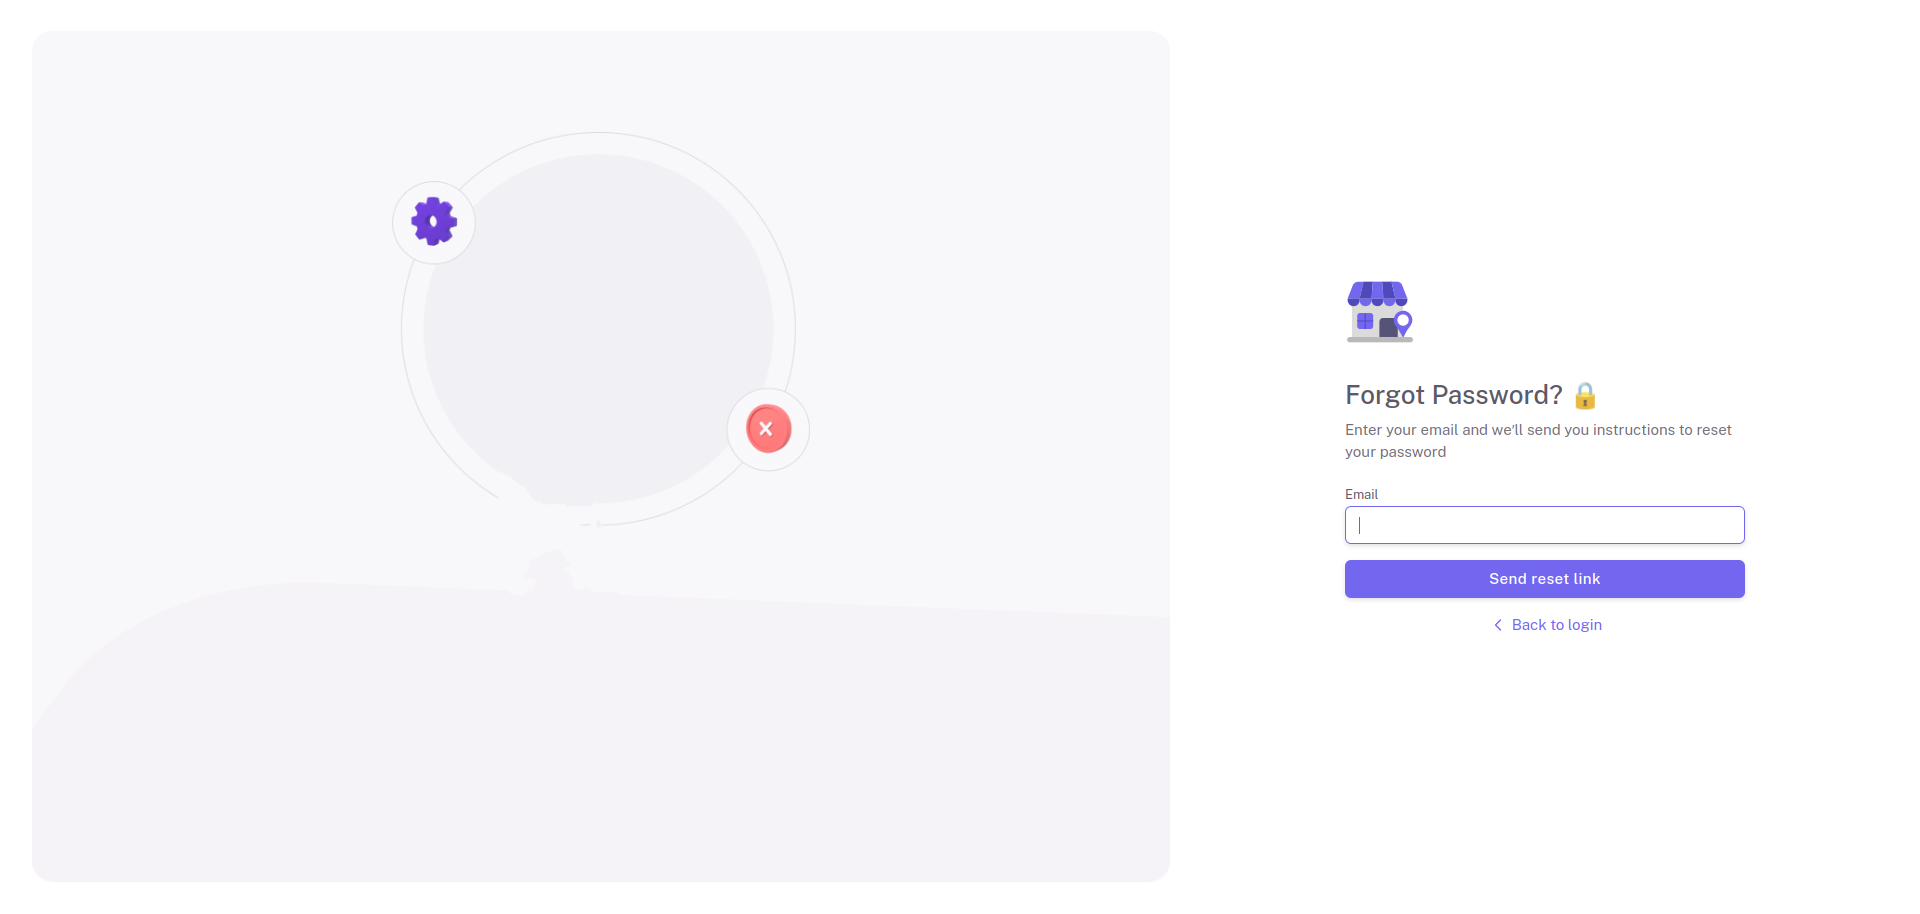 Forgot Password? 🔒
Enter your email and we'll send you instructions to reset
your password
Email
Send reset link
Back to login